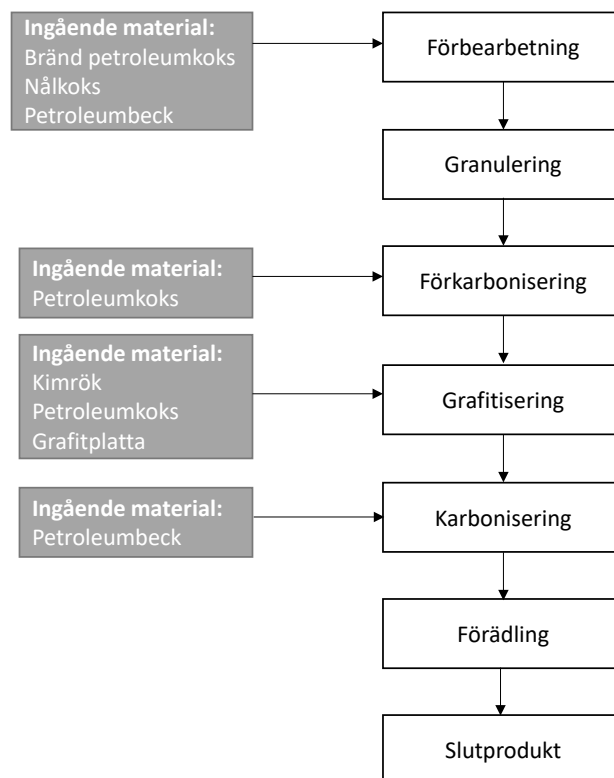 Ingående material:
Bränd petroleumkoks
Nålkoks
Petroleumbeck
Förbearbetning
Granulering
Ingående material:
Petroleumkoks
Förkarbonisering
Ingående material:
Kimrök
Petroleumkoks
Grafitplatta
Grafitisering
Ingående material:
Petroleumbeck
Karbonisering
Förädling
Slutprodukt